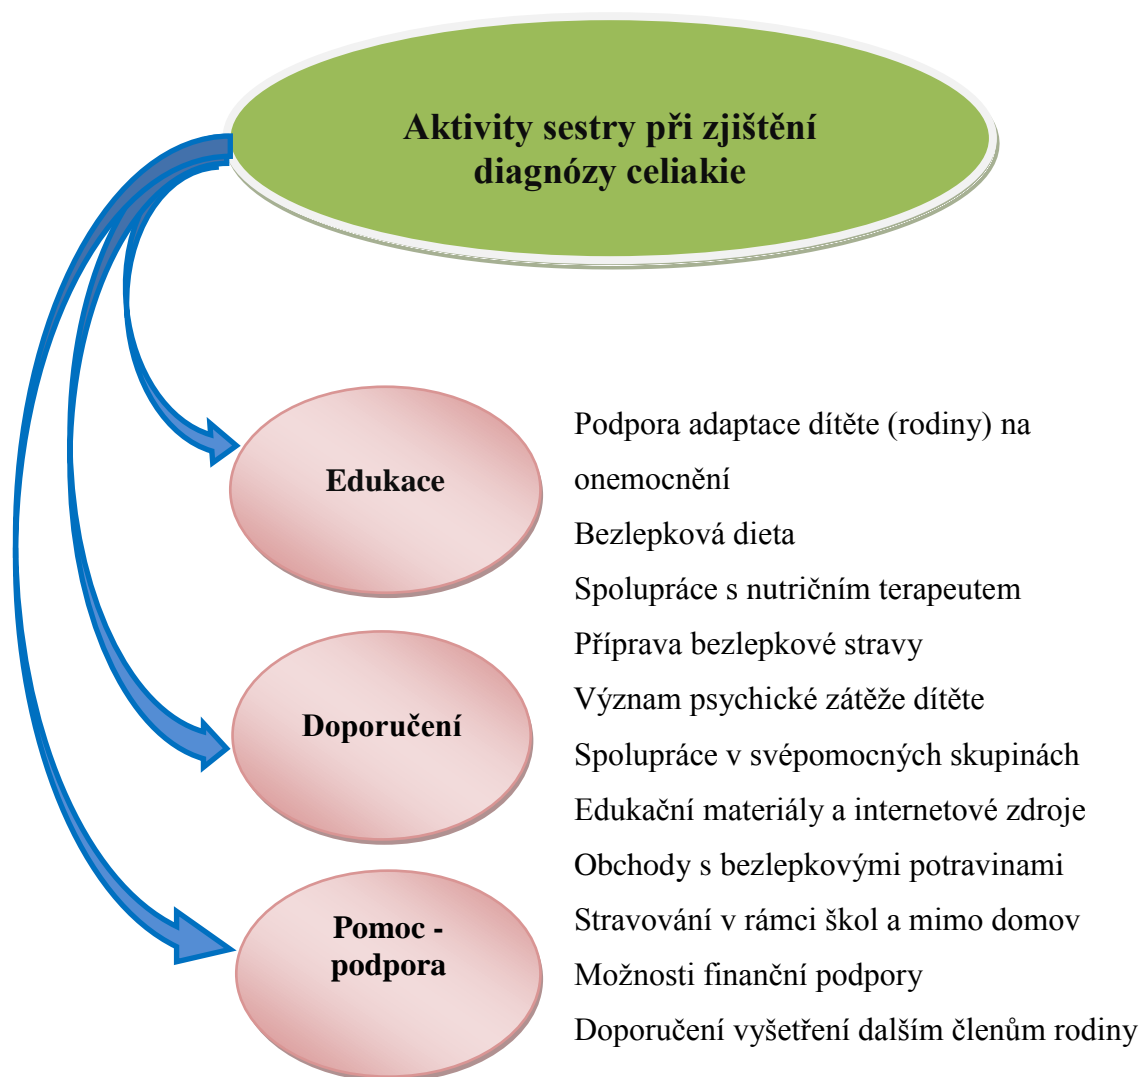 Aktivity sestry při zjištění
diagnózy celiakie
Edukace
Doporučení
Pomoc -
podpora
Podpora adaptace dítěte (rodiny) na
onemocnění
Bezlepková dieta
Spolupráce s nutričním terapeutem
Příprava bezlepkové stravy
Význam psychické zátěže dítěte
Spolupráce v svépomocných skupinách
Edukační materiály a internetové zdroje
Obchody s bezlepkovými potravinami
Stravování v rámci škol a mimo domov
Možnosti finanční podpory
Doporučení vyšetření dalším členům rodiny